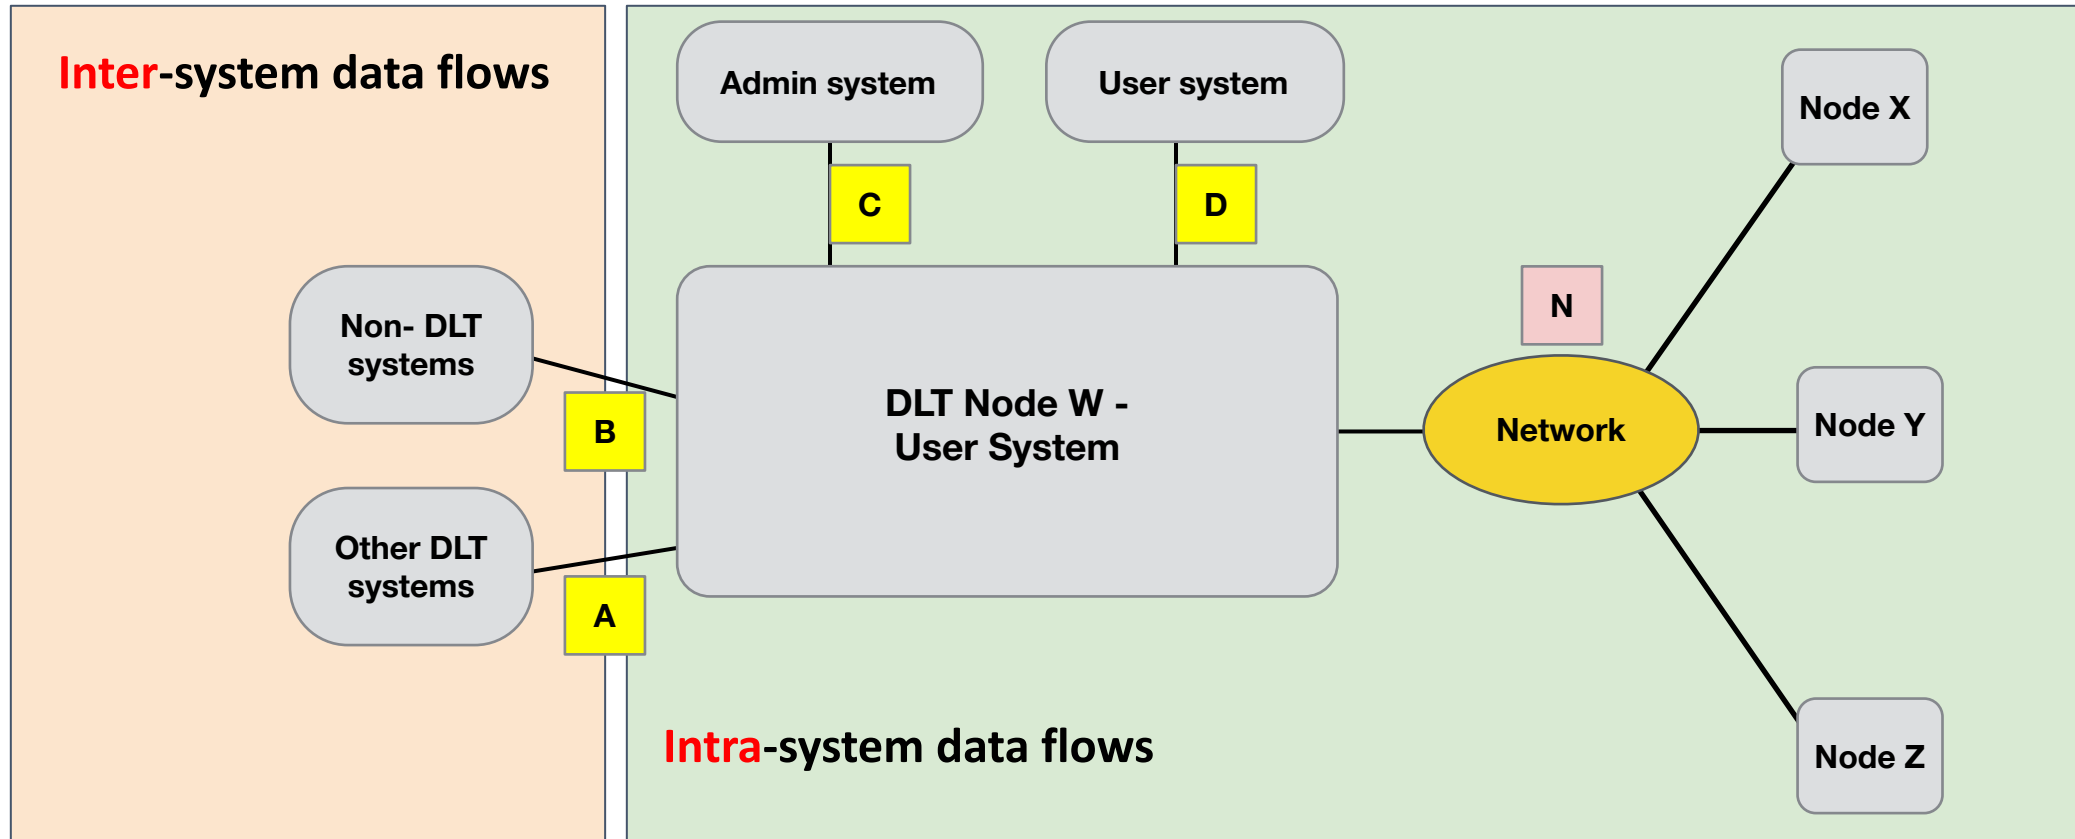 Inter-system data flows
Admin system
User system
Node X
C
D
Non- DLT
systems
N
B
DLT Node W -
User System
Network
Node Y
Other DLT
systems
A
Intra-system data flows
Node Z